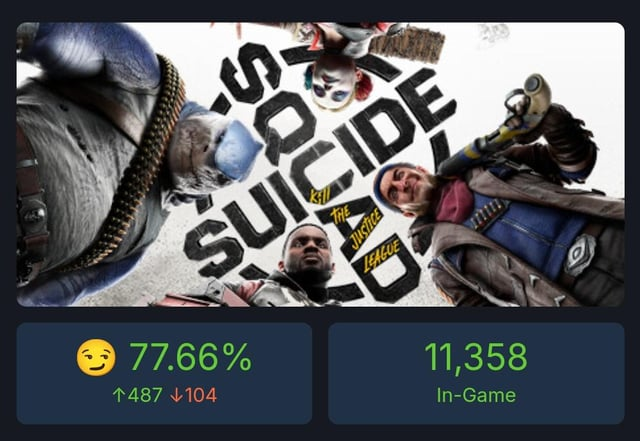 SUICIDE
SQUAD
KILL
THE
JUSTICE
LEAGUE
😏 77.66%
↑487 ↓104
11,358
In-Game